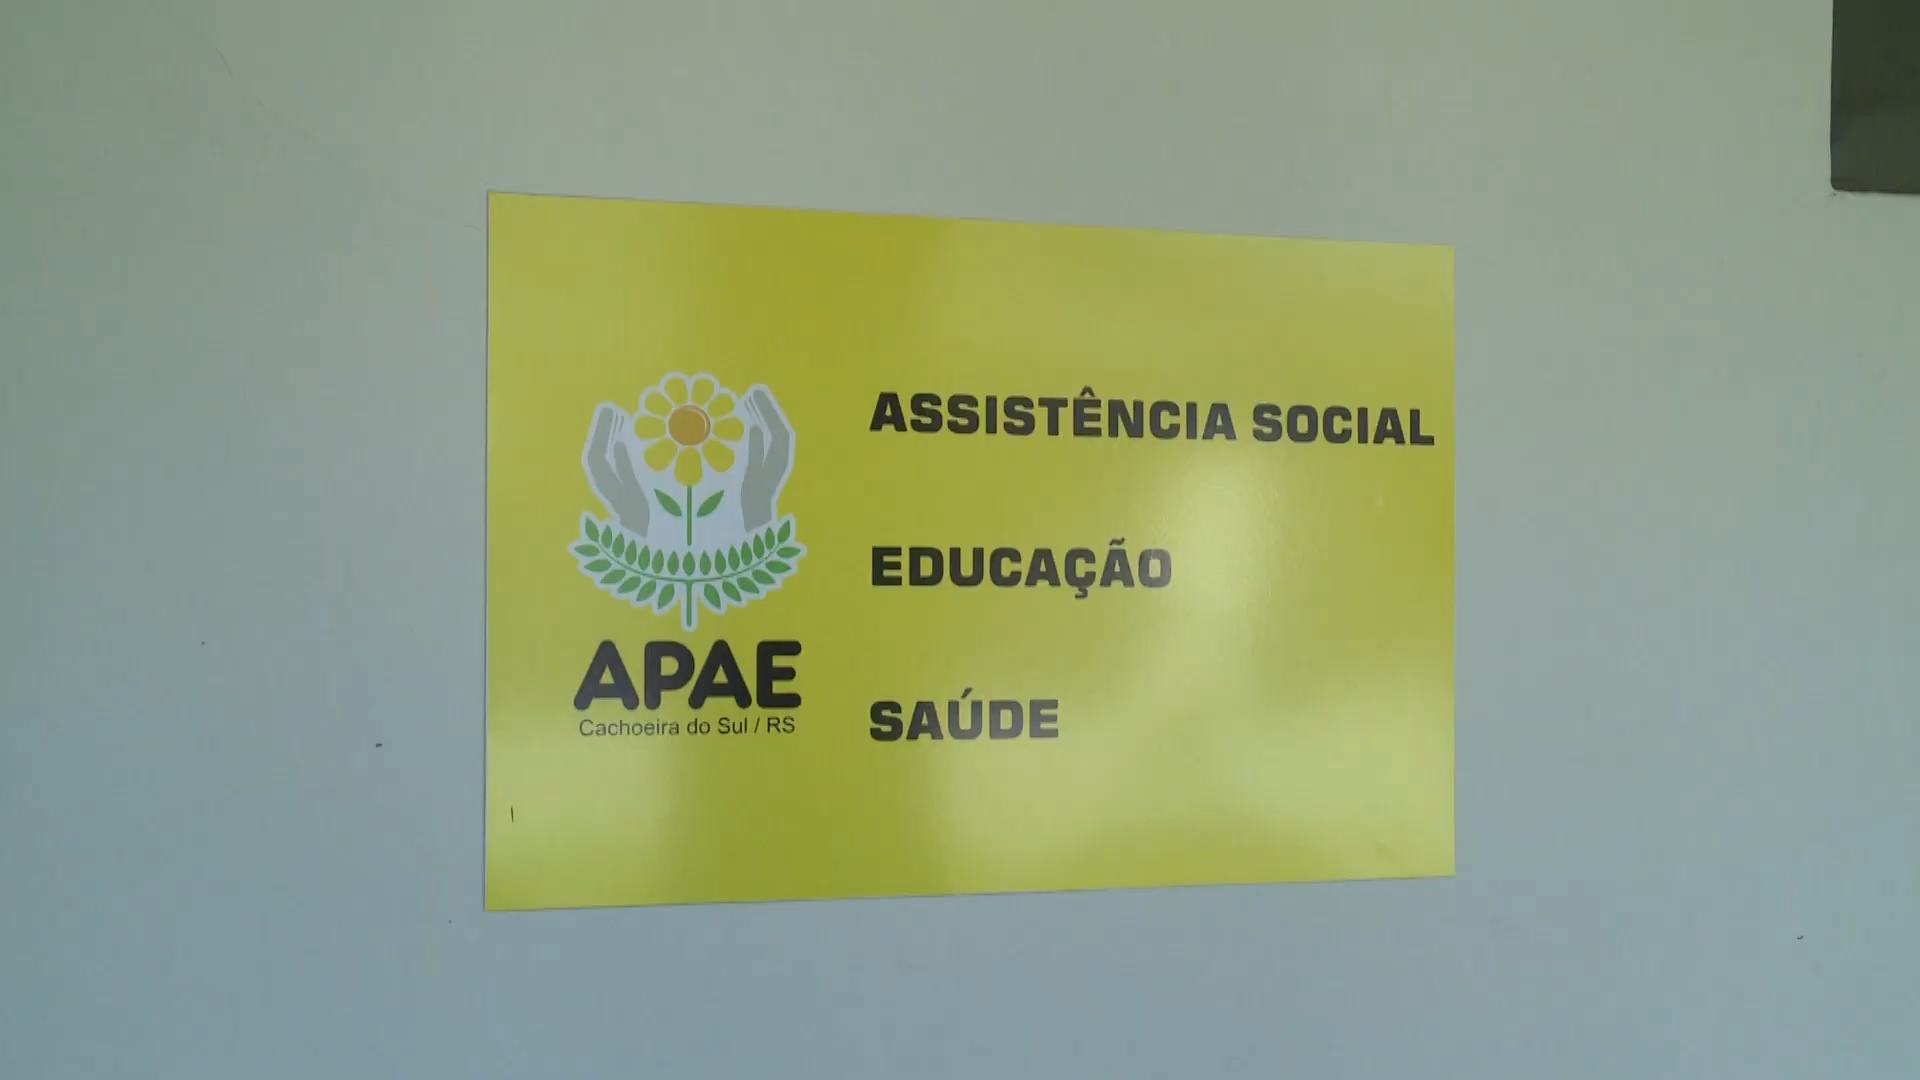 ASSISTÊNCIA SOCIAL
EDUCAÇÃO
SAÚDE
APAE
Cachoeira do Sul / RS